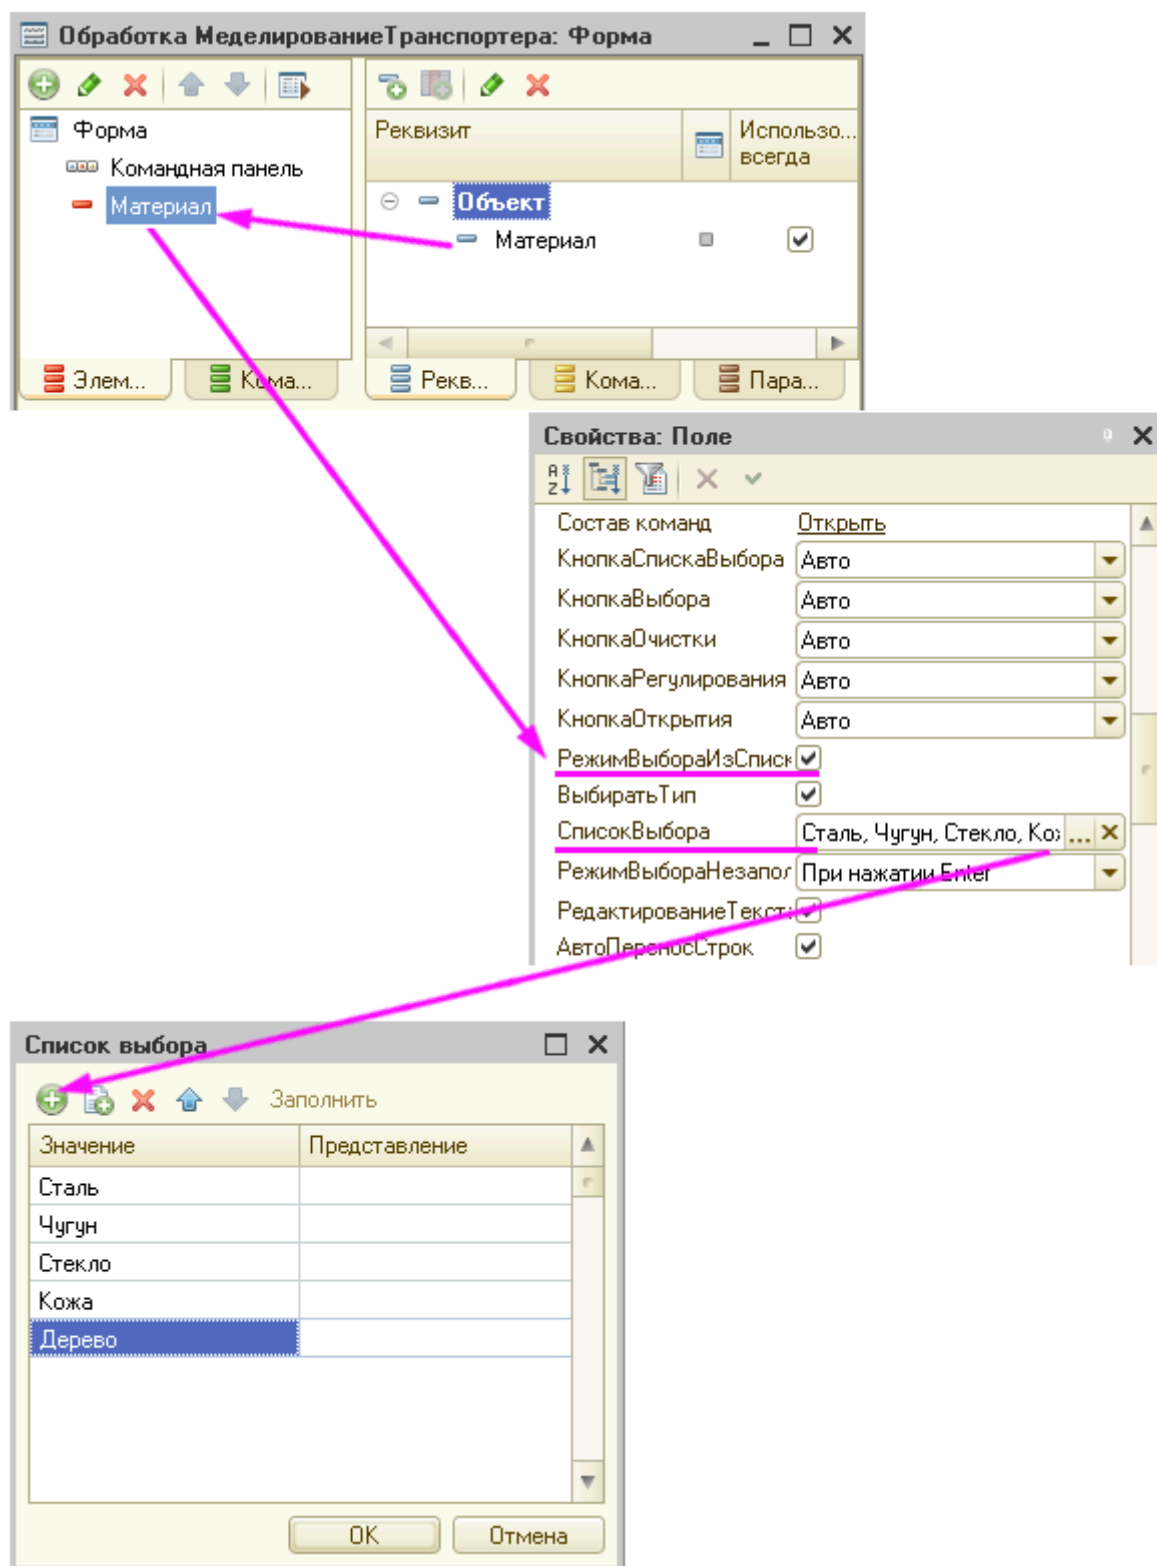 Обработка МеделированиеТранспортера: Форма
Форма
Командная панель
Материал
Элем...
Кома...
Реквизит
Использо...
всегда
Объект
Материал
Рекв...
Кома...
Пара...
Свойства: Поле
Состав команд Открыть
КнопкаСпискаВыбора Авто
КнопкаВыбора Авто
КнопкаОчистки Авто
КнопкаРегулирования Авто
КнопкаОткрытия Авто
РежимВыбораИзСписк
ВыбиратьТип
СписокВыбора Сталь, Чугун, Стекло, Кож ...
РежимВыбораНезапол При нажатии Enter
РедактированиеТекста
АвтоПереносСтрок
Список выбора
Заполнить
Значение Представление
Сталь
Чугун
Стекло
Кожа
Дерево
OK Отмена